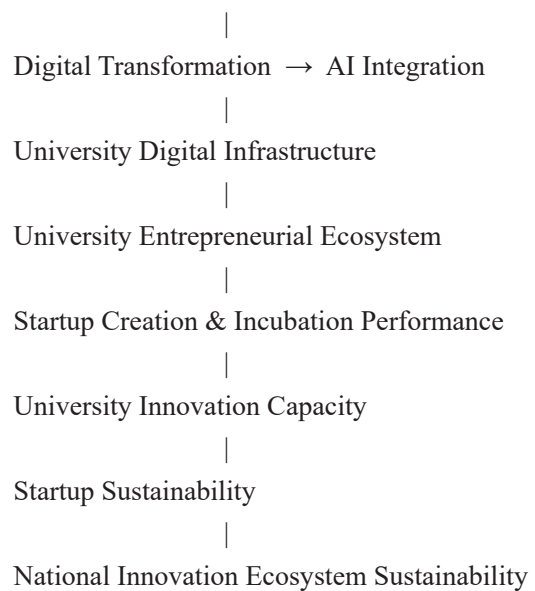 |
Digital Transformation → AI Integration
|
University Digital Infrastructure
|
University Entrepreneurial Ecosystem
|
Startup Creation & Incubation Performance
|
University Innovation Capacity
|
Startup Sustainability
|
National Innovation Ecosystem Sustainability